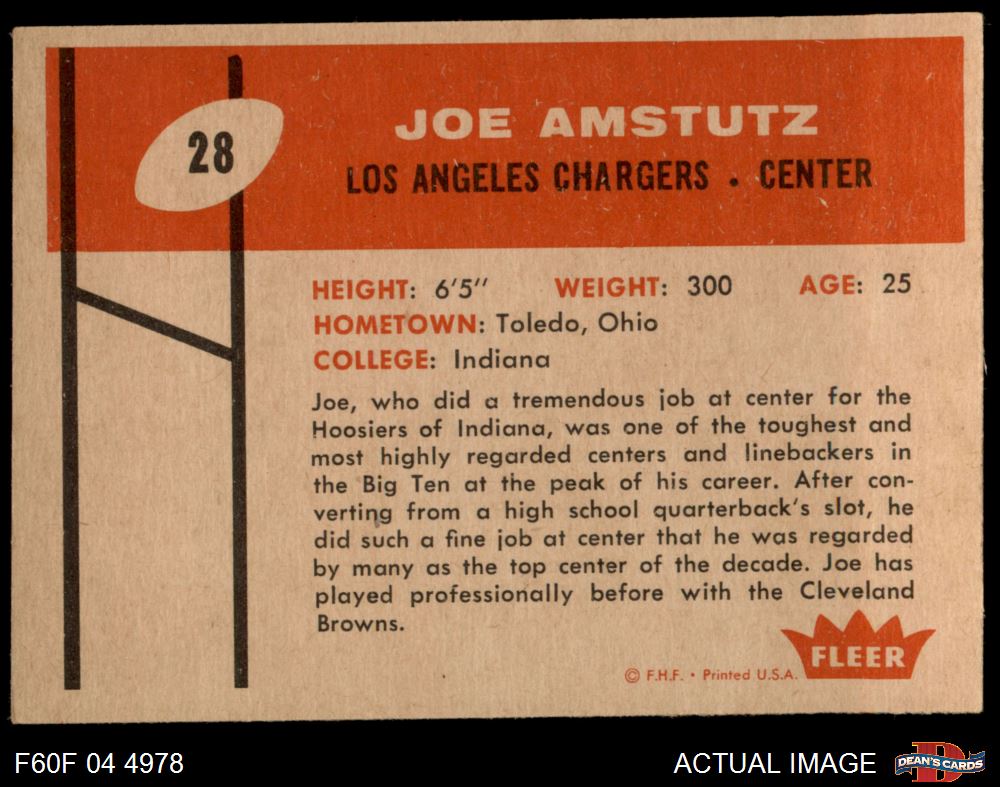 28
JOE AMSTUTZ
LOS ANGELES CHARGERS . CENTER
HEIGHT: 6'5" WEIGHT: 300 AGE: 25
HOMETOWN: Toledo, Ohio
COLLEGE: Indiana
Joe, who did a tremendous job at center for the
Hoosiers of Indiana, was one of the toughest and
most highly regarded centers and linebackers in
the Big Ten at the peak of his career. After con-
verting from a high school quarterback's slot, he
did such a fine job at center that he was regarded
by many as the top center of the decade. Joe has
played professionally before with the Cleveland
Browns.
FLEER
© F.H.F. • Printed U.S.A.
F60F 04 4978
ACTUAL IMAGE
D
DEAN'S CARDS